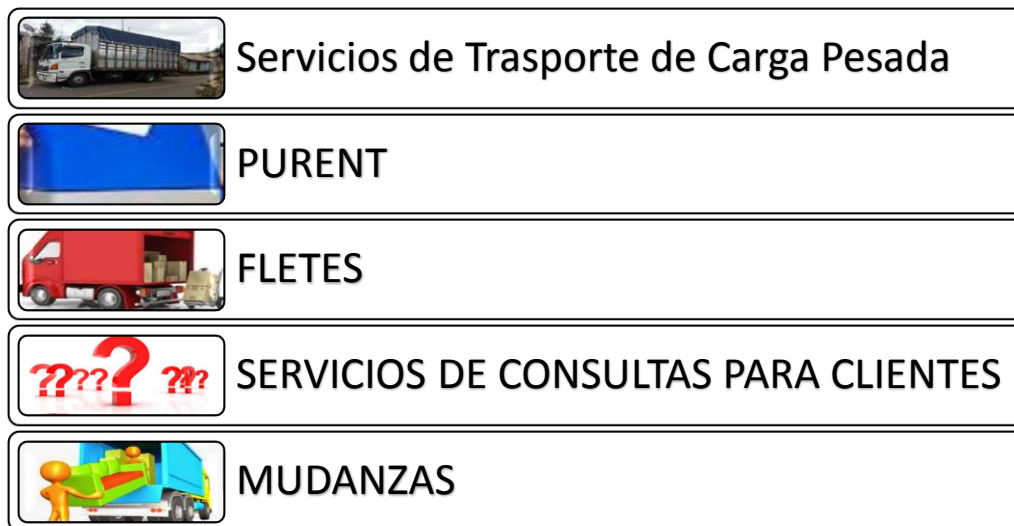 Servicios de Trasporte de Carga Pesada
PURENT
FLETES
SERVICIOS DE CONSULTAS PARA CLIENTES
MUDANZAS